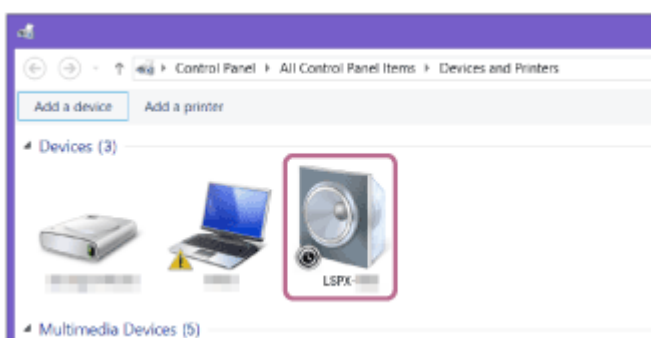 Control Panel ▸ All Control Panel Items ▸ Devices and Printers
Add a device Add a printer
Devices (3)
LSPX-
Multimedia Devices (5)